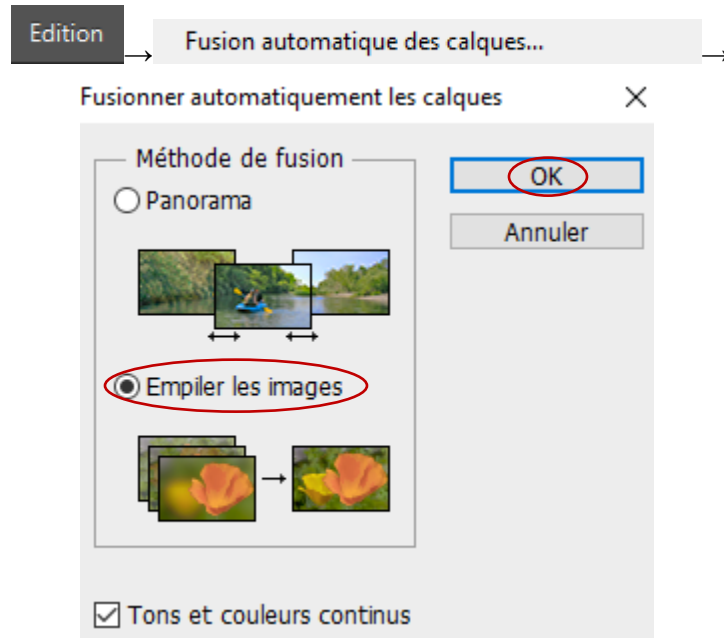 Edition → Fusion automatique des calques... →
Fusionner automatiquement les calques
Méthode de fusion
OK
Panorama
Annuler
Empiler les images
Tons et couleurs continus